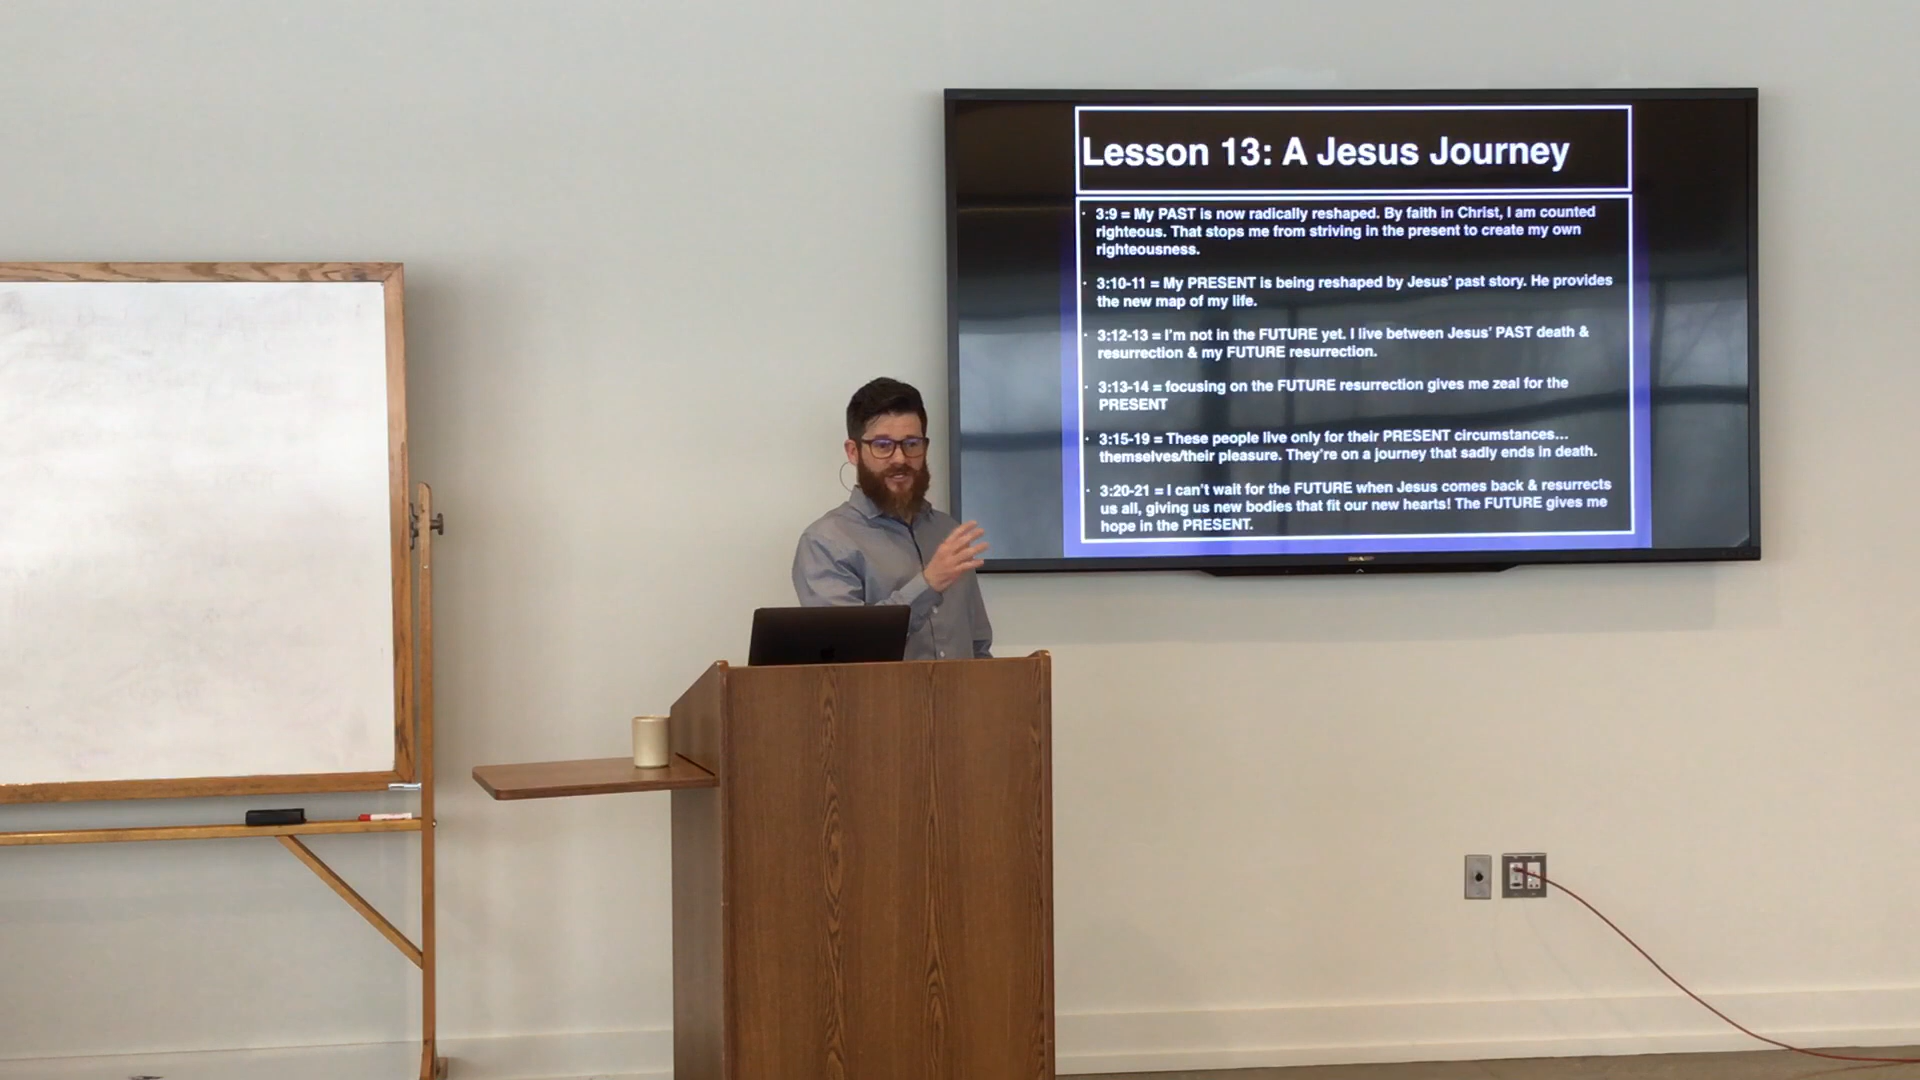 Lesson 13: A Jesus Journey
· 3:9 = My PAST is now radically reshaped. By faith in Christ, I am counted
righteous. That stops me from striving in the present to create my own
righteousness.
· 3:10-11 = My PRESENT is being reshaped by Jesus’ past story. He provides
the new map of my life.
· 3:12-13 = I’m not in the FUTURE yet. I live between Jesus’ PAST death &
resurrection & my FUTURE resurrection.
· 3:13-14 = focusing on the FUTURE resurrection gives me zeal for the
PRESENT
· 3:15-19 = These people live only for their PRESENT circumstances…
themselves/their pleasure. They’re on a journey that sadly ends in death.
· 3:20-21 = I can’t wait for the FUTURE when Jesus comes back & resurrects
us all, giving us new bodies that fit our new hearts! The FUTURE gives me
hope in the PRESENT.